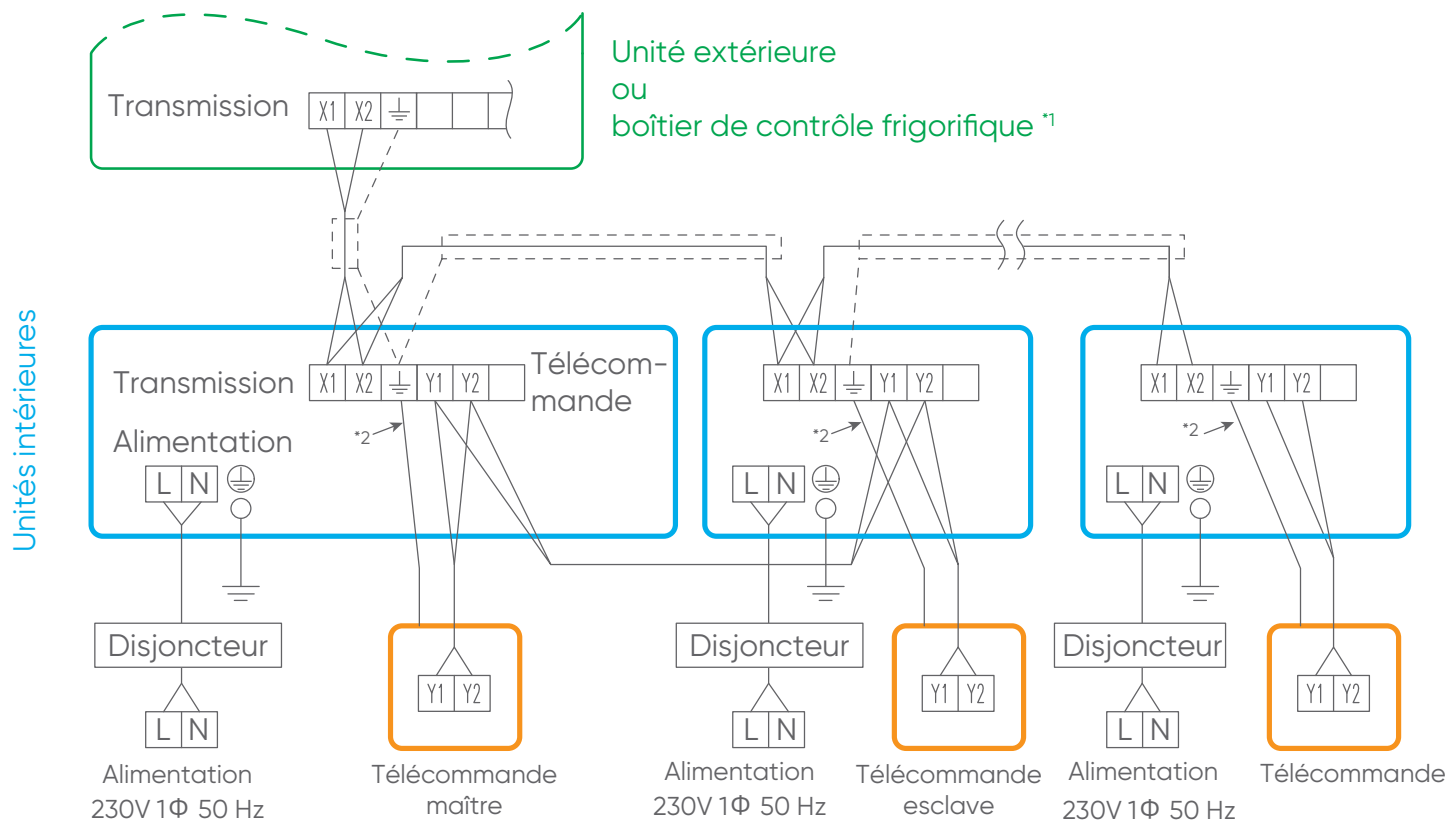 Unité extérieure
ou
boîtier de contrôle frigorifique *1
Transmission X1 X2
Unités intérieures
Transmission X1 X2 Y1 Y2 Télécom-
mande
X1 X2 Y1 Y2
X1 X2 Y1 Y2
*2
*2
*2
Alimentation
L N
L N
L N
Disjoncteur
Disjoncteur
Disjoncteur
Y1 Y2
Y1 Y2
Y1 Y2
L N
L N
L N
Alimentation
230V 1Φ 50 Hz
Télécommande
maître
Alimentation
230V 1Φ 50 Hz
Télécommande
esclave
Alimentation
230V 1Φ 50 Hz
Télécommande